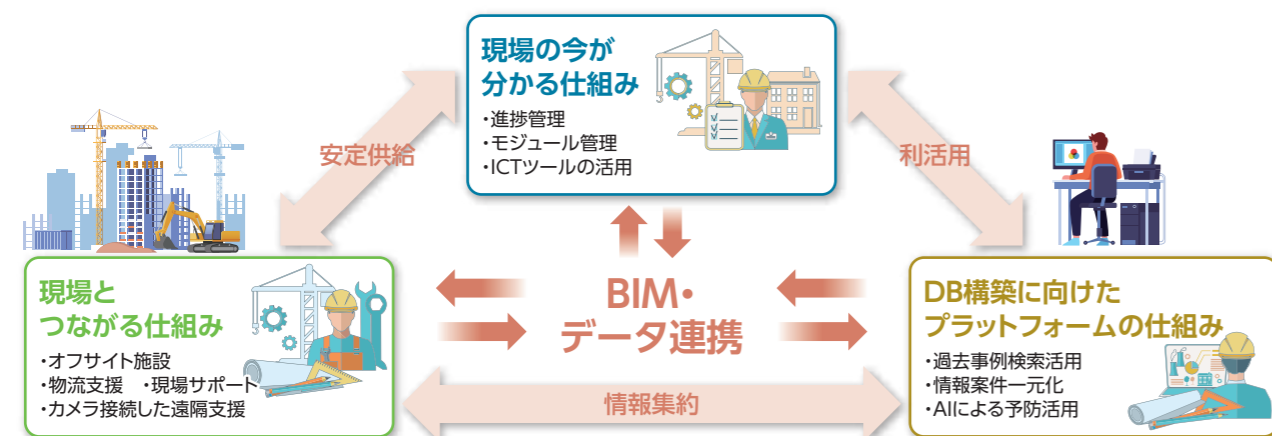 現場の今が
分かる仕組み
・進捗管理
・モジュール管理
・ICTツールの活用
安定供給
利活用
現場と
つながる仕組み
・オフサイト施設
・物流支援 ・現場サポート
・カメラ接続した遠隔支援
BIM・
データ連携
DB構築に向けた
プラットフォームの仕組み
・過去事例検索活用
・情報案件一元化
・AIによる予防活用
情報集約